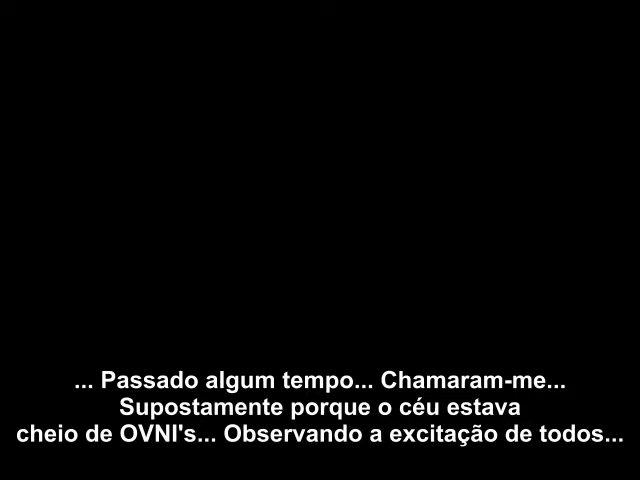 ... Passado algum tempo... Chamaram-me...
Supostamente porque o céu estava
cheio de OVNI's... Observando a excitação de todos...